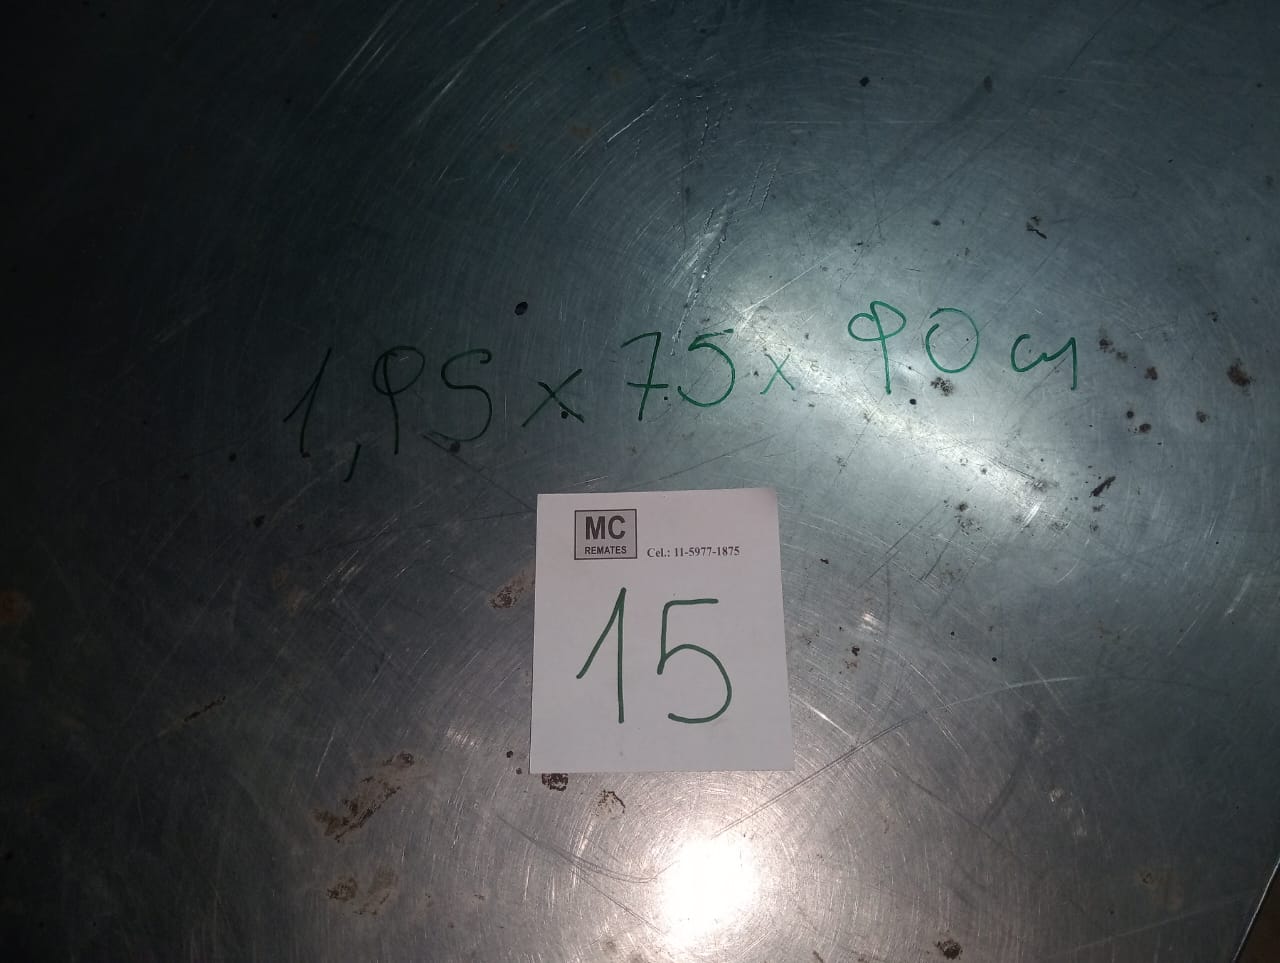 1,95 x 75 x 90 cm
MC
REMATES
Cel.: 11-5977-1875
15